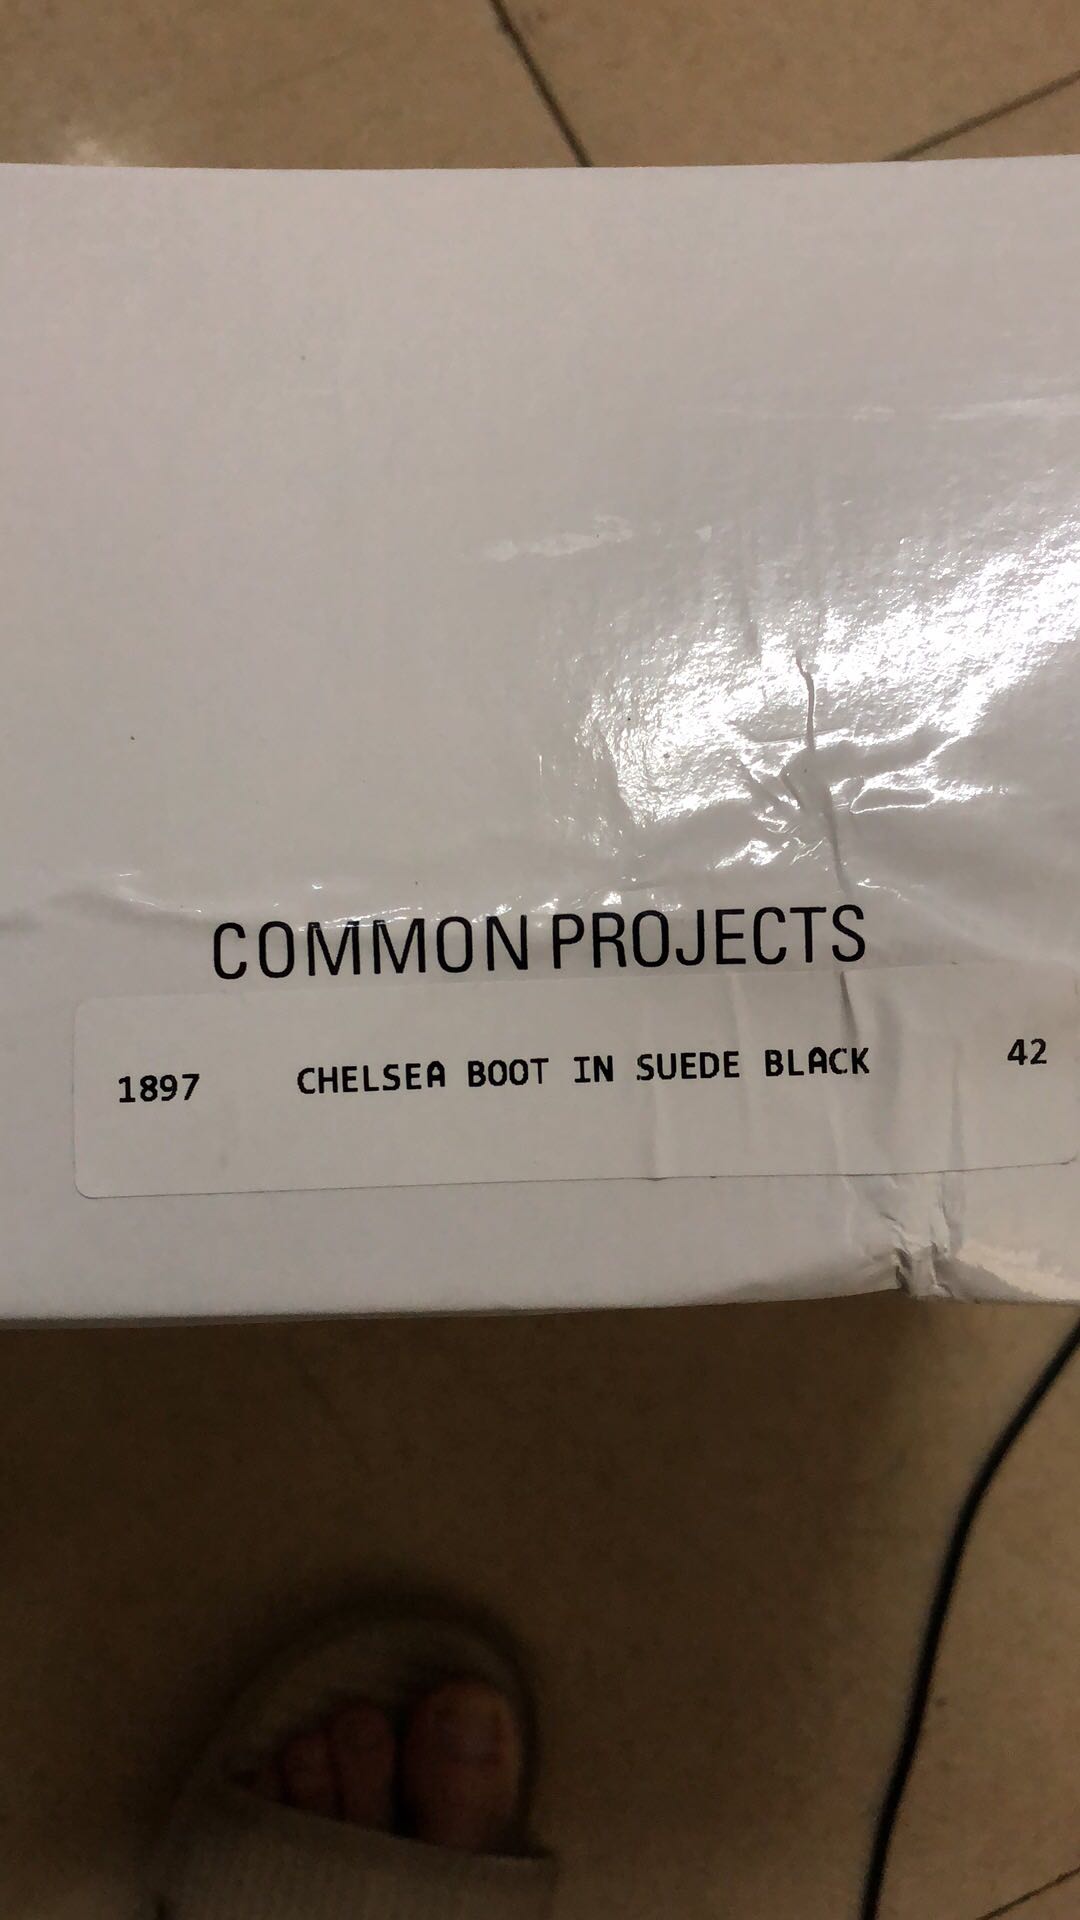 COMMON PROJECTS
1897 CHELSEA BOOT IN SUEDE BLACK 42